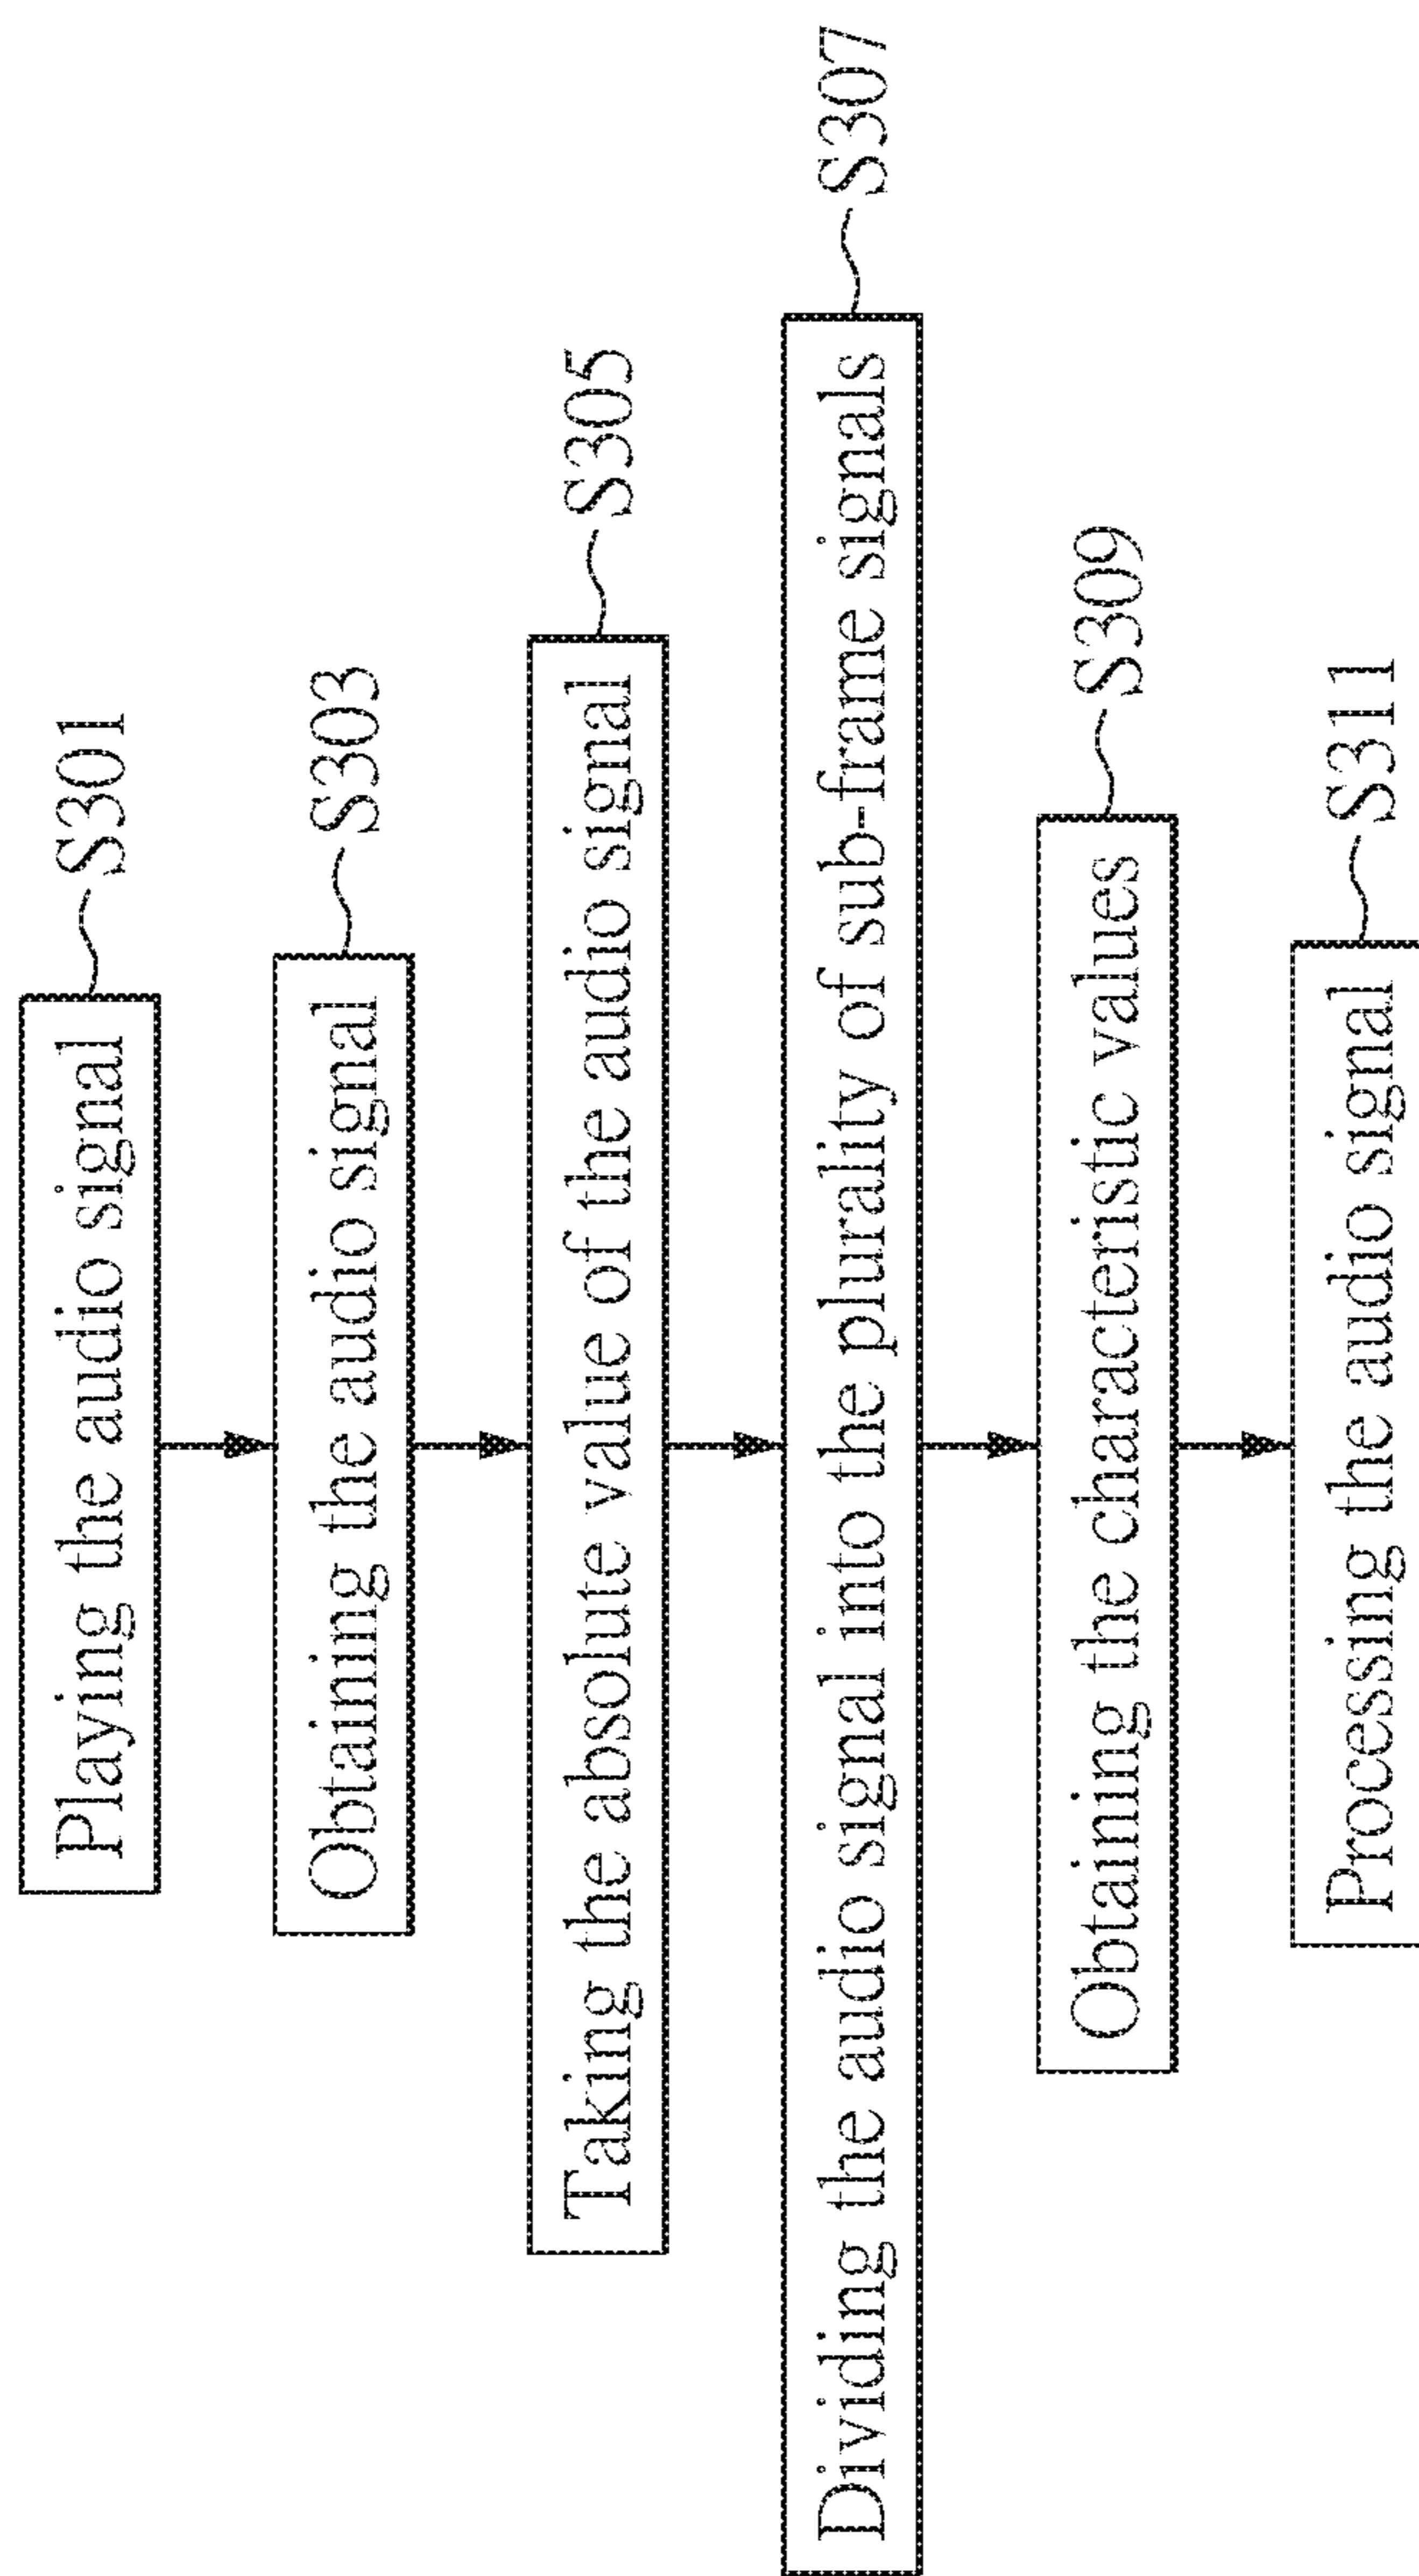 Playing the audio signal S301
Obtaining the audio signal S303
Taking the absolute value of the audio signal S305
Dividing the audio signal into the plurality of sub-frame signals S307
Obtaining the characteristic values S309
Processing the audio signal S311